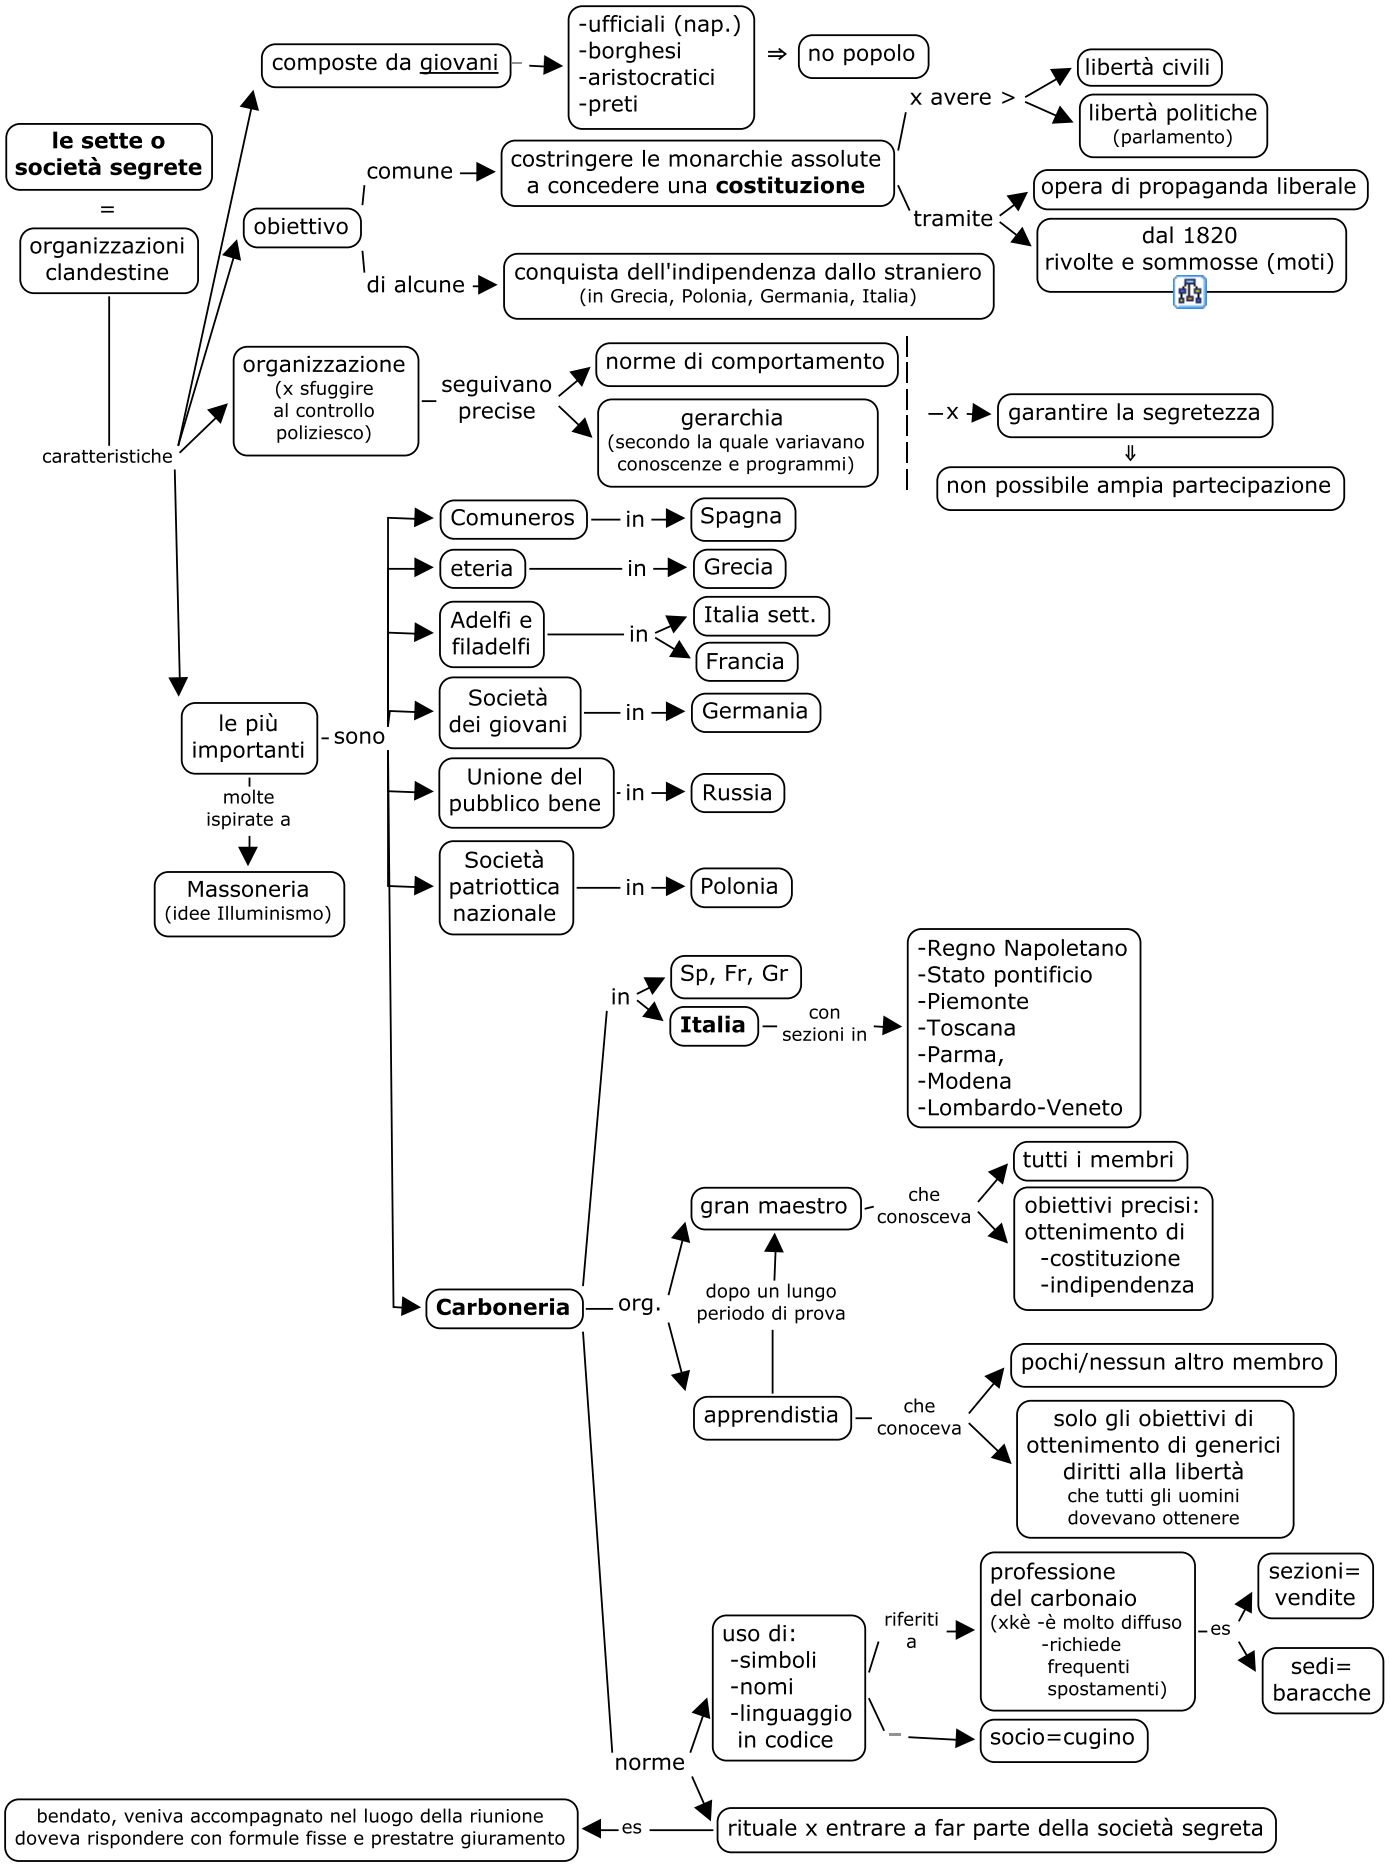 le sette o
società segrete
=
organizzazioni
clandestine
caratteristiche
composte da giovani
-ufficiali (nap.)
-borghesi
-aristocratici
-preti
⇒
no popolo
obiettivo
comune
costringere le monarchie assolute
a concedere una costituzione
x avere >
libertà civili
libertà politiche
(parlamento)
tramite
opera di propaganda liberale
dal 1820
rivolte e sommosse (moti)
di alcune
conquista dell'indipendenza dallo straniero
(in Grecia, Polonia, Germania, Italia)
organizzazione
(x sfuggire
al controllo
poliziesco)
seguivano
precise
norme di comportamento
gerarchia
(secondo la quale variavano
conoscenze e programmi)
x
garantire la segretezza
⇓
non possibile ampia partecipazione
le più
importanti
molte
ispirate a
Massoneria
(idee Illuminismo)
sono
Comuneros
in
Spagna
eteria
in
Grecia
Adelfi e
filadelfi
in
Italia sett.
Francia
Società
dei giovani
in
Germania
Unione del
pubblico bene
in
Russia
Società
patriottica
nazionale
in
Polonia
Carboneria
in
Sp, Fr, Gr
Italia
con
sezioni in
-Regno Napoletano
-Stato pontificio
-Piemonte
-Toscana
-Parma,
-Modena
-Lombardo-Veneto
org.
gran maestro
che
conosceva
tutti i membri
obiettivi precisi:
ottenimento di
-costituzione
-indipendenza
dopo un lungo
periodo di prova
apprendistia
che
conoceva
pochi/nessun altro membro
solo gli obiettivi di
ottenimento di generici
diritti alla libertà
che tutti gli uomini
dovevano ottenere
norme
uso di:
-simboli
-nomi
-linguaggio
in codice
riferiti
a
professione
del carbonaio
(xkè -è molto diffuso
-richiede
frequenti
spostamenti)
es
sezioni=
vendite
sedi=
baracche
socio=cugino
rituale x entrare a far parte della società segreta
es
bendato, veniva accompagnato nel luogo della riunione
doveva rispondere con formule fisse e prestatre giuramento